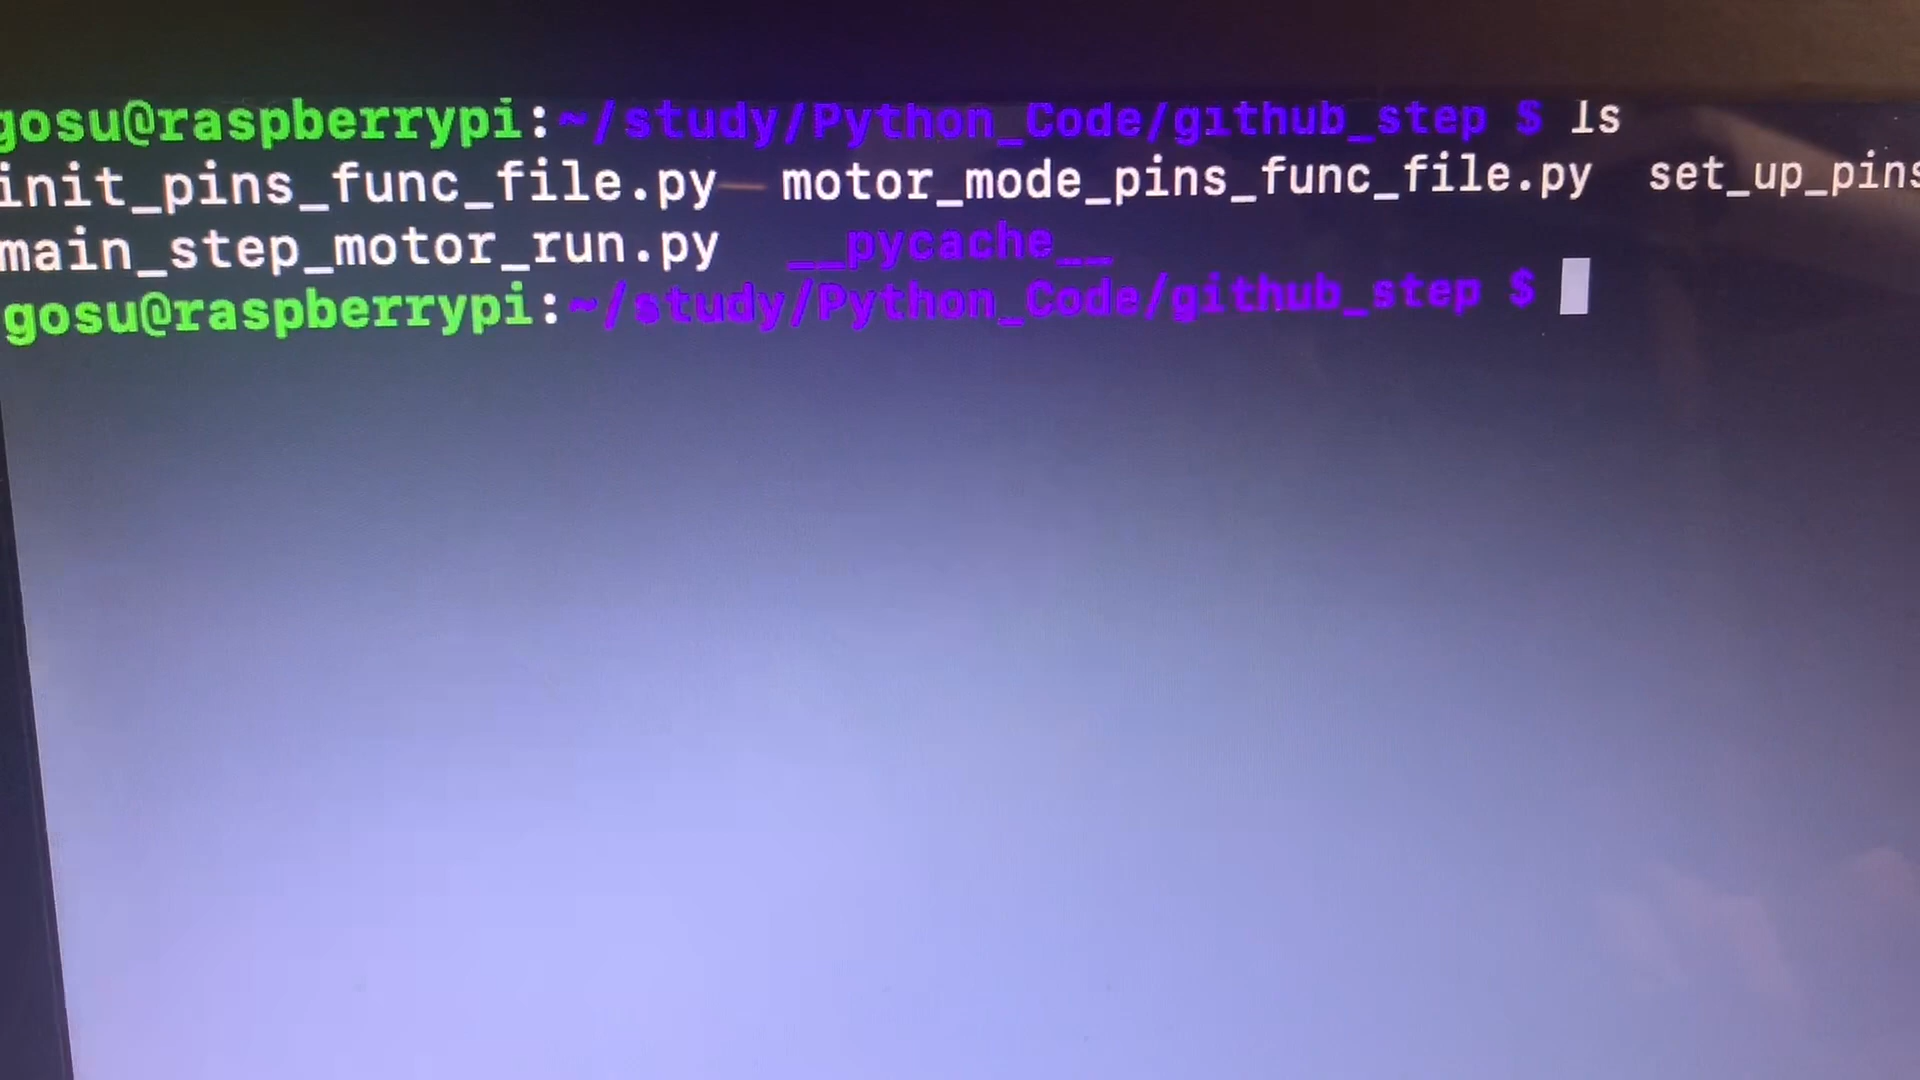 gosu@raspberrypi:~/study/Python_Code/github_step $ ls
init_pins_func_file.py motor_mode_pins_func_file.py set_up_pins
main_step_motor_run.py __pycache__
gosu@raspberrypi:~/study/Python_Code/github_step $